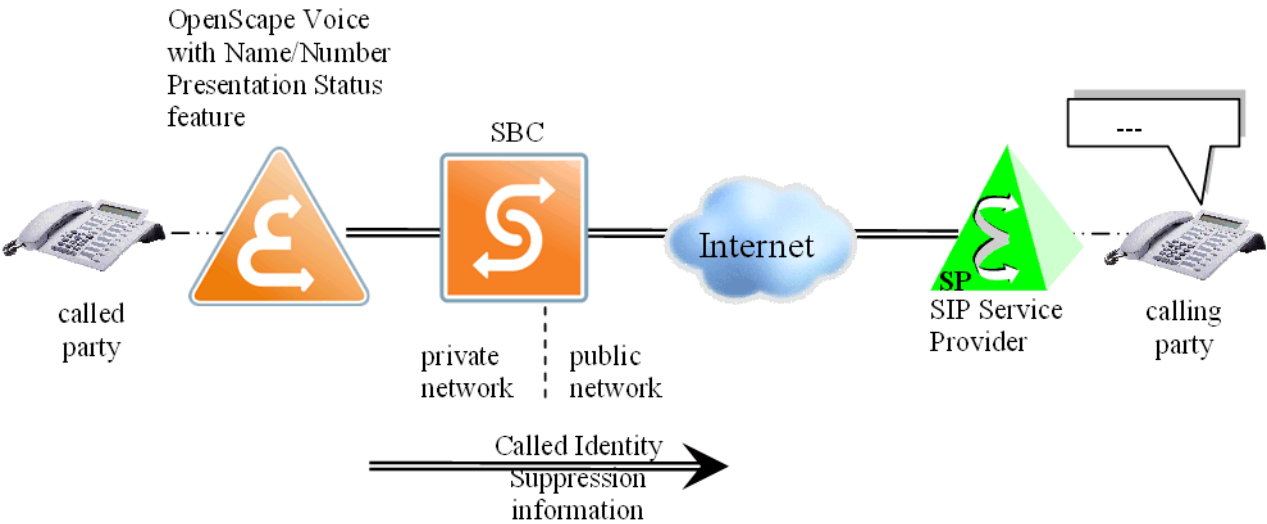 OpenScape Voice
with Name/Number
Presentation Status
feature
SBC
---
Internet
SP
SIP Service
Provider
called
party
calling
party
private
network
public
network
Called Identity
Suppression
information